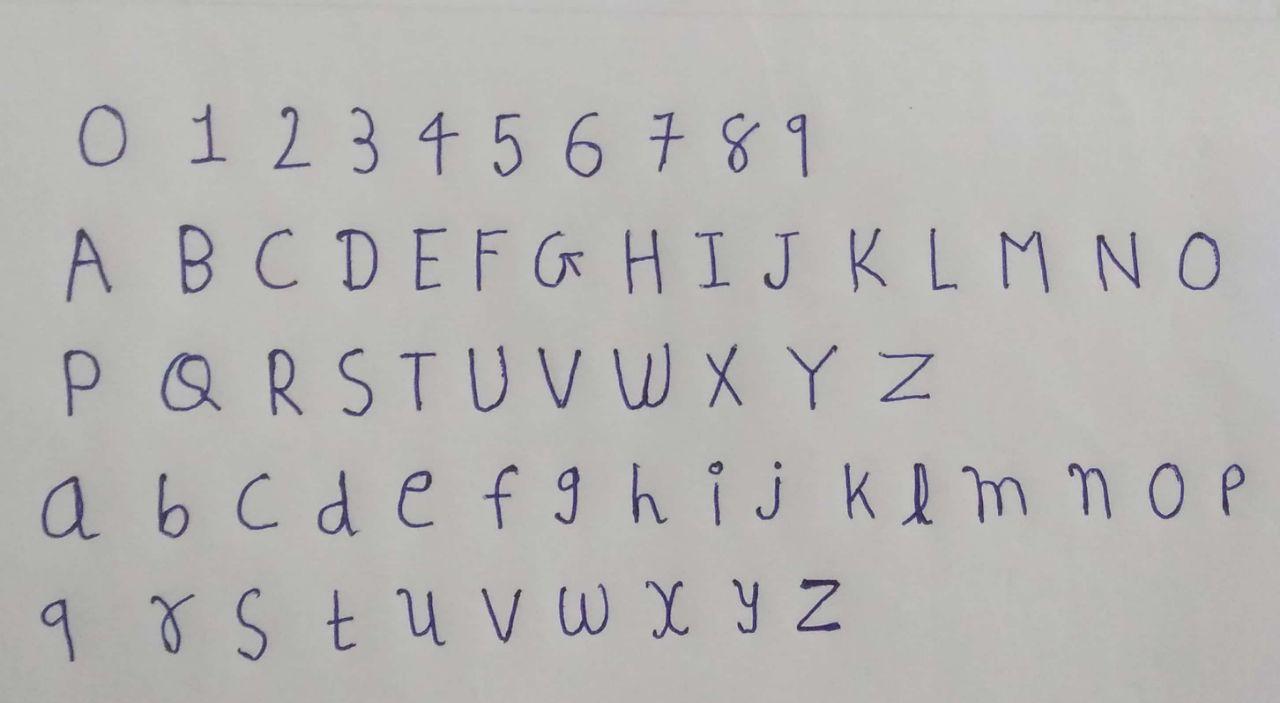 0 1 2 3 4 5 6 7 8 9
A B C D E F G H I J K L M N O
P Q R S T U V W X Y Z
a b c d e f g h i j k l m n o p
q r s t u v w x y z